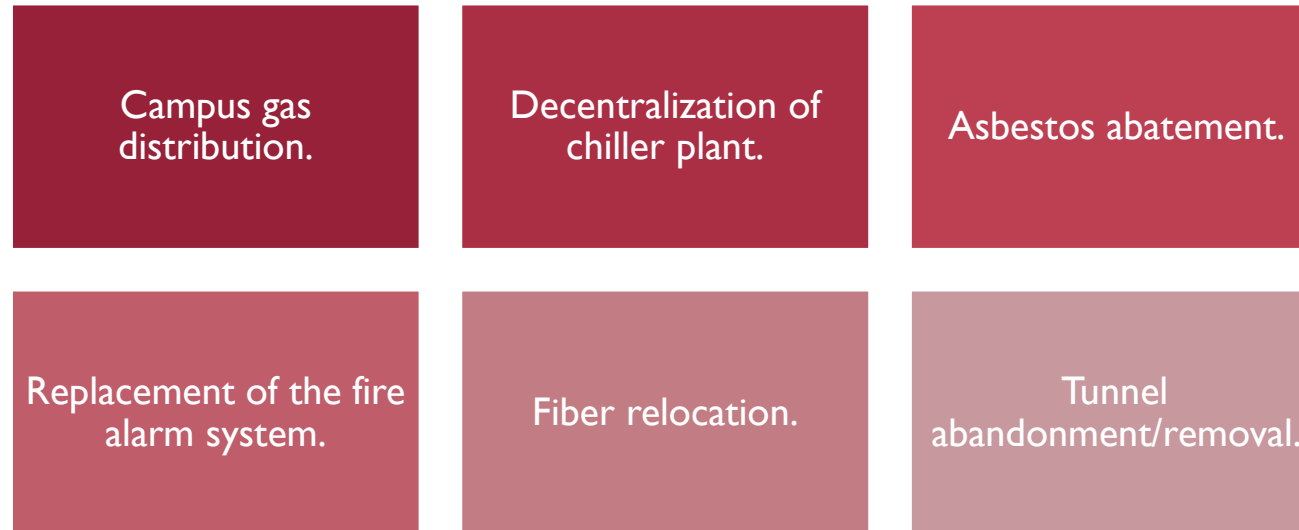 Campus gas
distribution.
Decentralization of
chiller plant.
Asbestos abatement.
Replacement of the fire
alarm system.
Fiber relocation.
Tunnel
abandonment/removal.